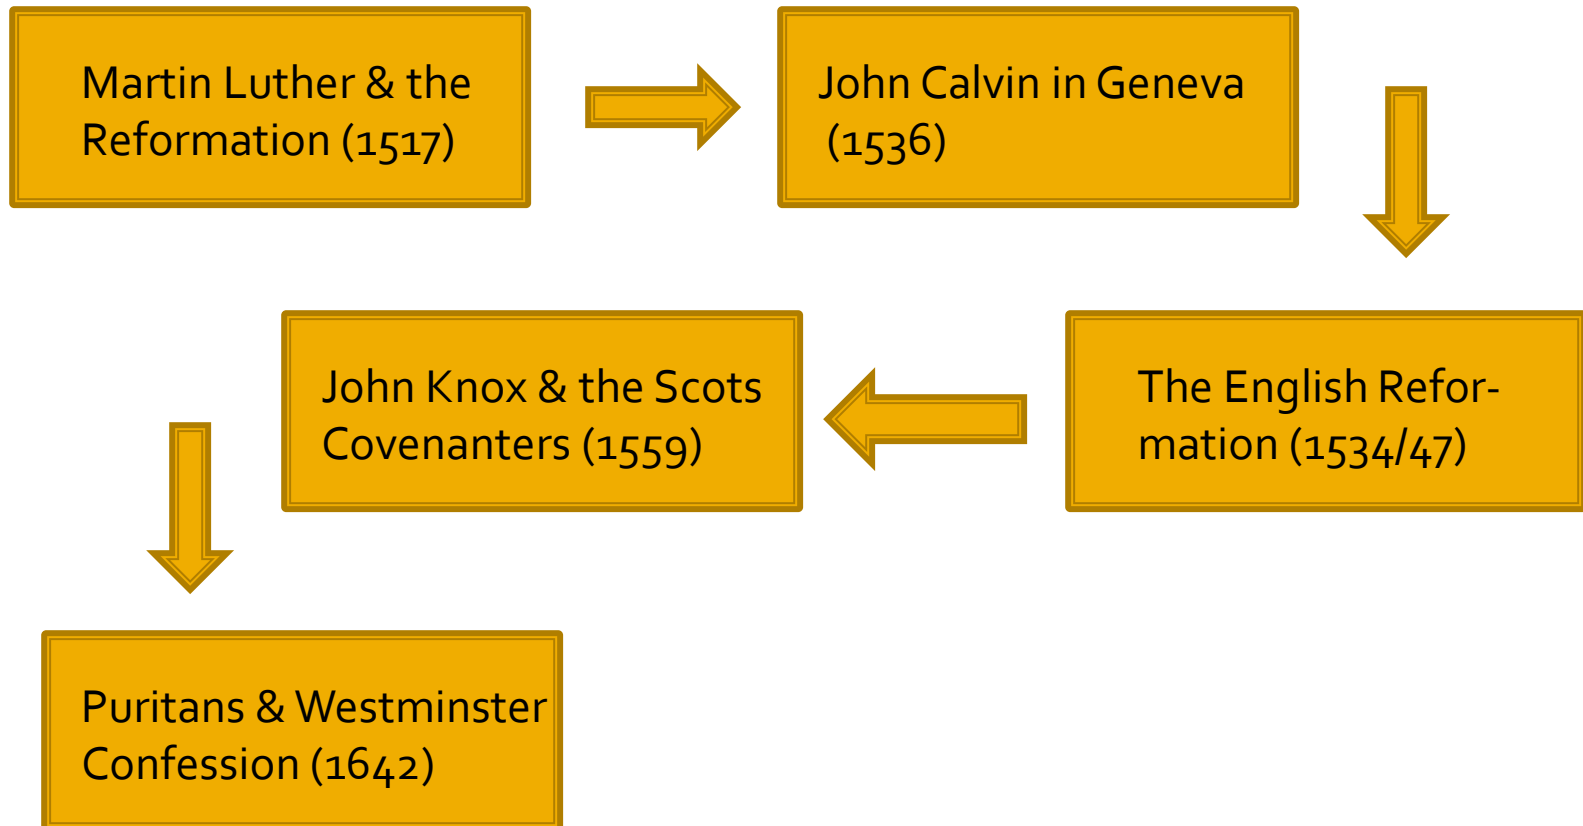 Martin Luther & the
Reformation (1517)
John Calvin in Geneva
(1536)
The English Refor-
mation (1534/47)
John Knox & the Scots
Covenanters (1559)
Puritans & Westminster
Confession (1642)